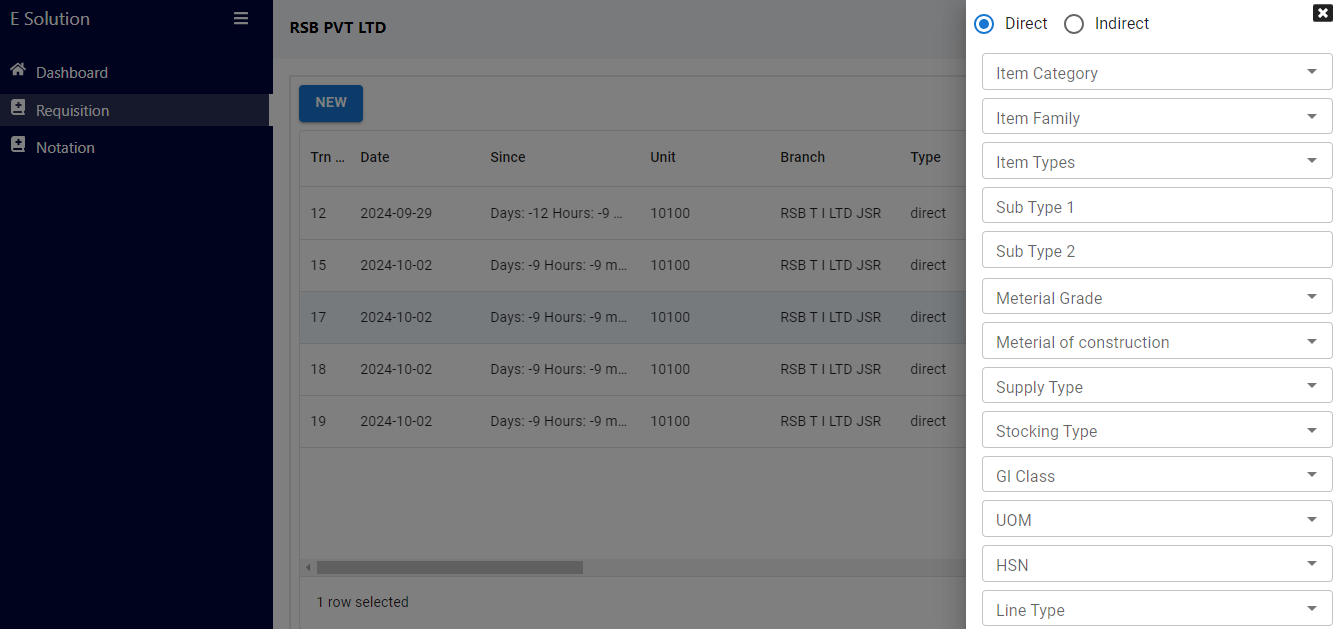 E Solution
Dashboard
Requisition
Notation
RSB PVT LTD
NEW
Trn ... Date Since Unit Branch Type
12 2024-09-29 Days: -12 Hours: -9 ... 10100 RSB T I LTD JSR direct
15 2024-10-02 Days: -9 Hours: -9 m... 10100 RSB T I LTD JSR direct
17 2024-10-02 Days: -9 Hours: -9 m... 10100 RSB T I LTD JSR direct
18 2024-10-02 Days: -9 Hours: -9 m... 10100 RSB T I LTD JSR direct
19 2024-10-02 Days: -9 Hours: -9 m... 10100 RSB T I LTD JSR direct
1 row selected
Direct Indirect
Item Category
Item Family
Item Types
Sub Type 1
Sub Type 2
Meterial Grade
Meterial of construction
Supply Type
Stocking Type
GI Class
UOM
HSN
Line Type